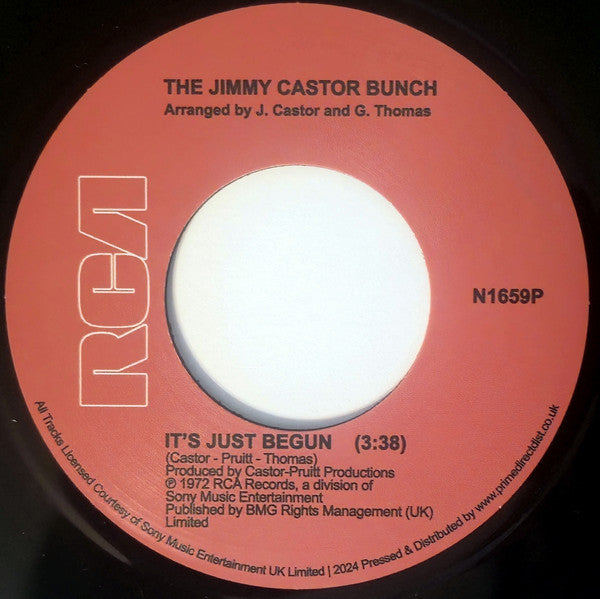 THE JIMMY CASTOR BUNCH
Arranged by J. Castor and G. Thomas
RCA
N1659P
IT'S JUST BEGUN (3:38)
(Castor - Pruitt - Thomas)
Produced by Castor-Pruitt Productions
℗ 1972 RCA Records, a division of
Sony Music Entertainment
Published by BMG Rights Management (UK)
Limited
All Tracks Licensed Courtesy of Sony Music Entertainment UK Limited | 2024 Pressed & Distributed by www.primedirectdist.co.uk